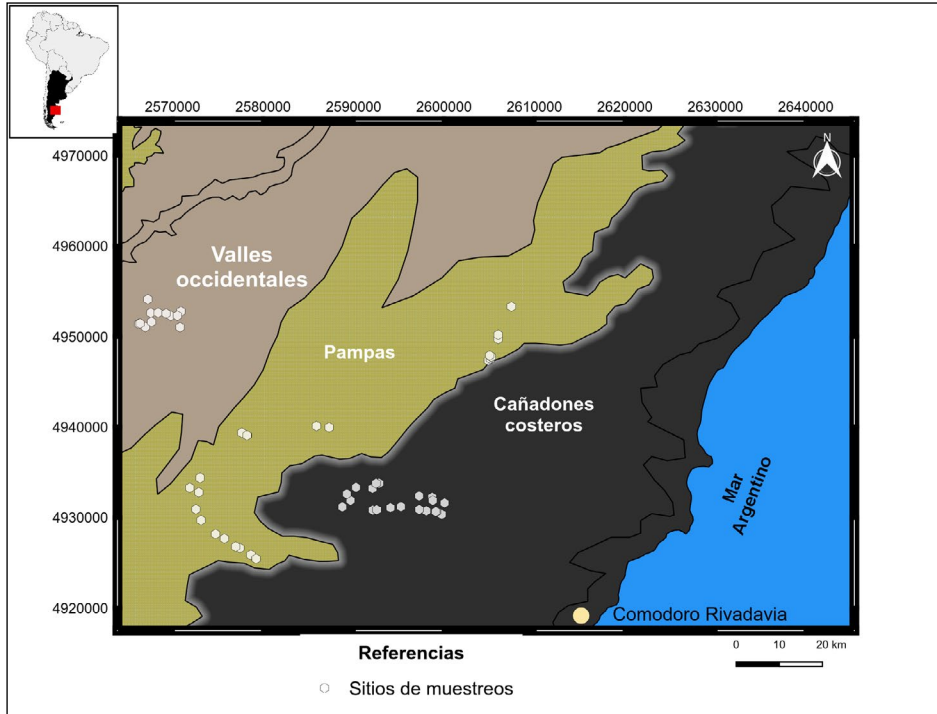 2570000 2580000 2590000 2600000 2610000 2620000 2630000 2640000
4970000
4960000
4950000
4940000
4930000
4920000
N
Valles
occidentales
Pampas
Cañadones
costeros
Mar
Argentino
Comodoro Rivadavia
0 10 20 km
Referencias
Sitios de muestreos